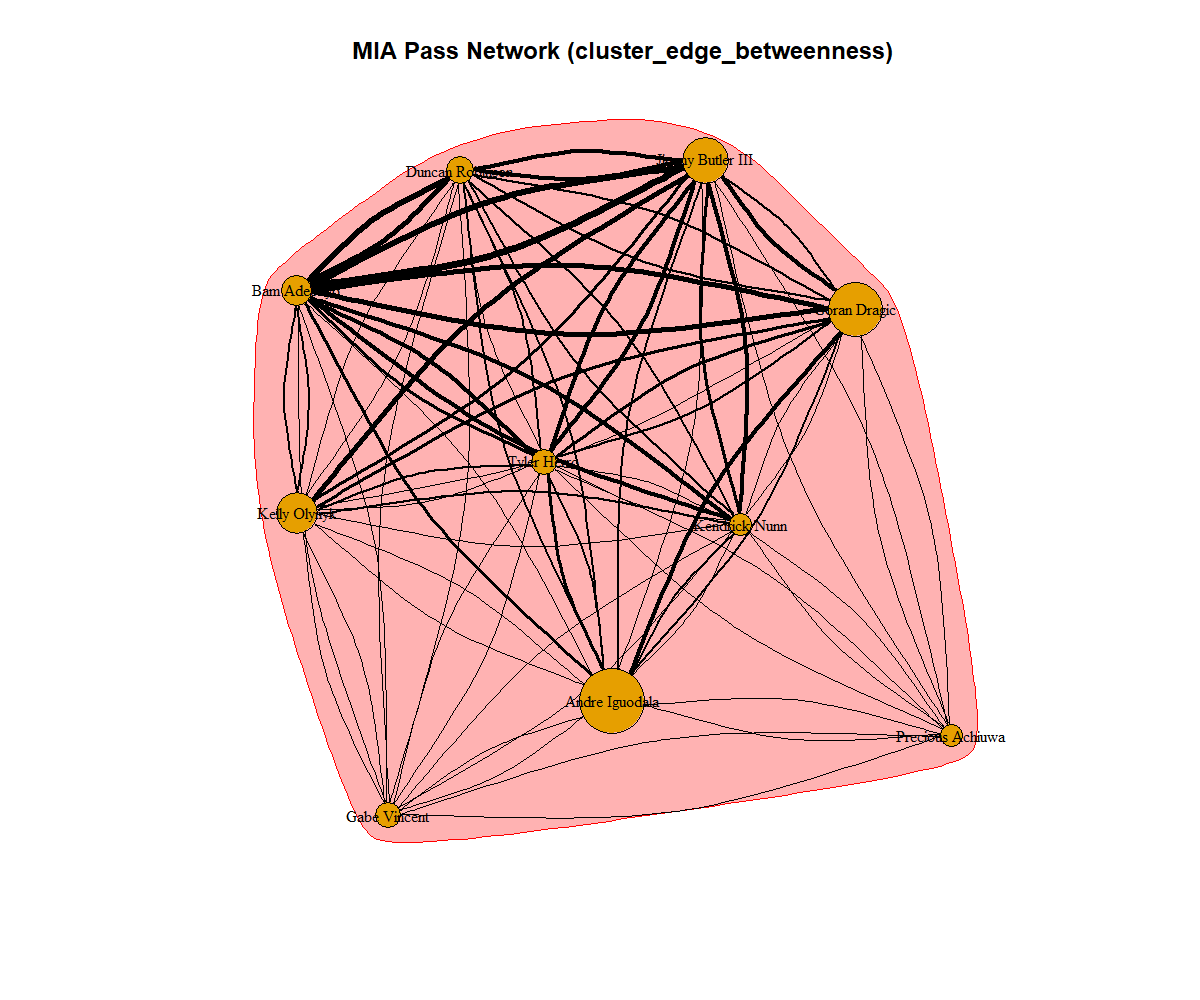 MIA Pass Network (cluster_edge_betweenness)
Jimmy Butler III
Duncan Robinson
Bam Adebayo
Goran Dragic
Tyler Herro
Kelly Olynyk
Kendrick Nunn
Andre Iguodala
Precious Achiuwa
Gabe Vincent